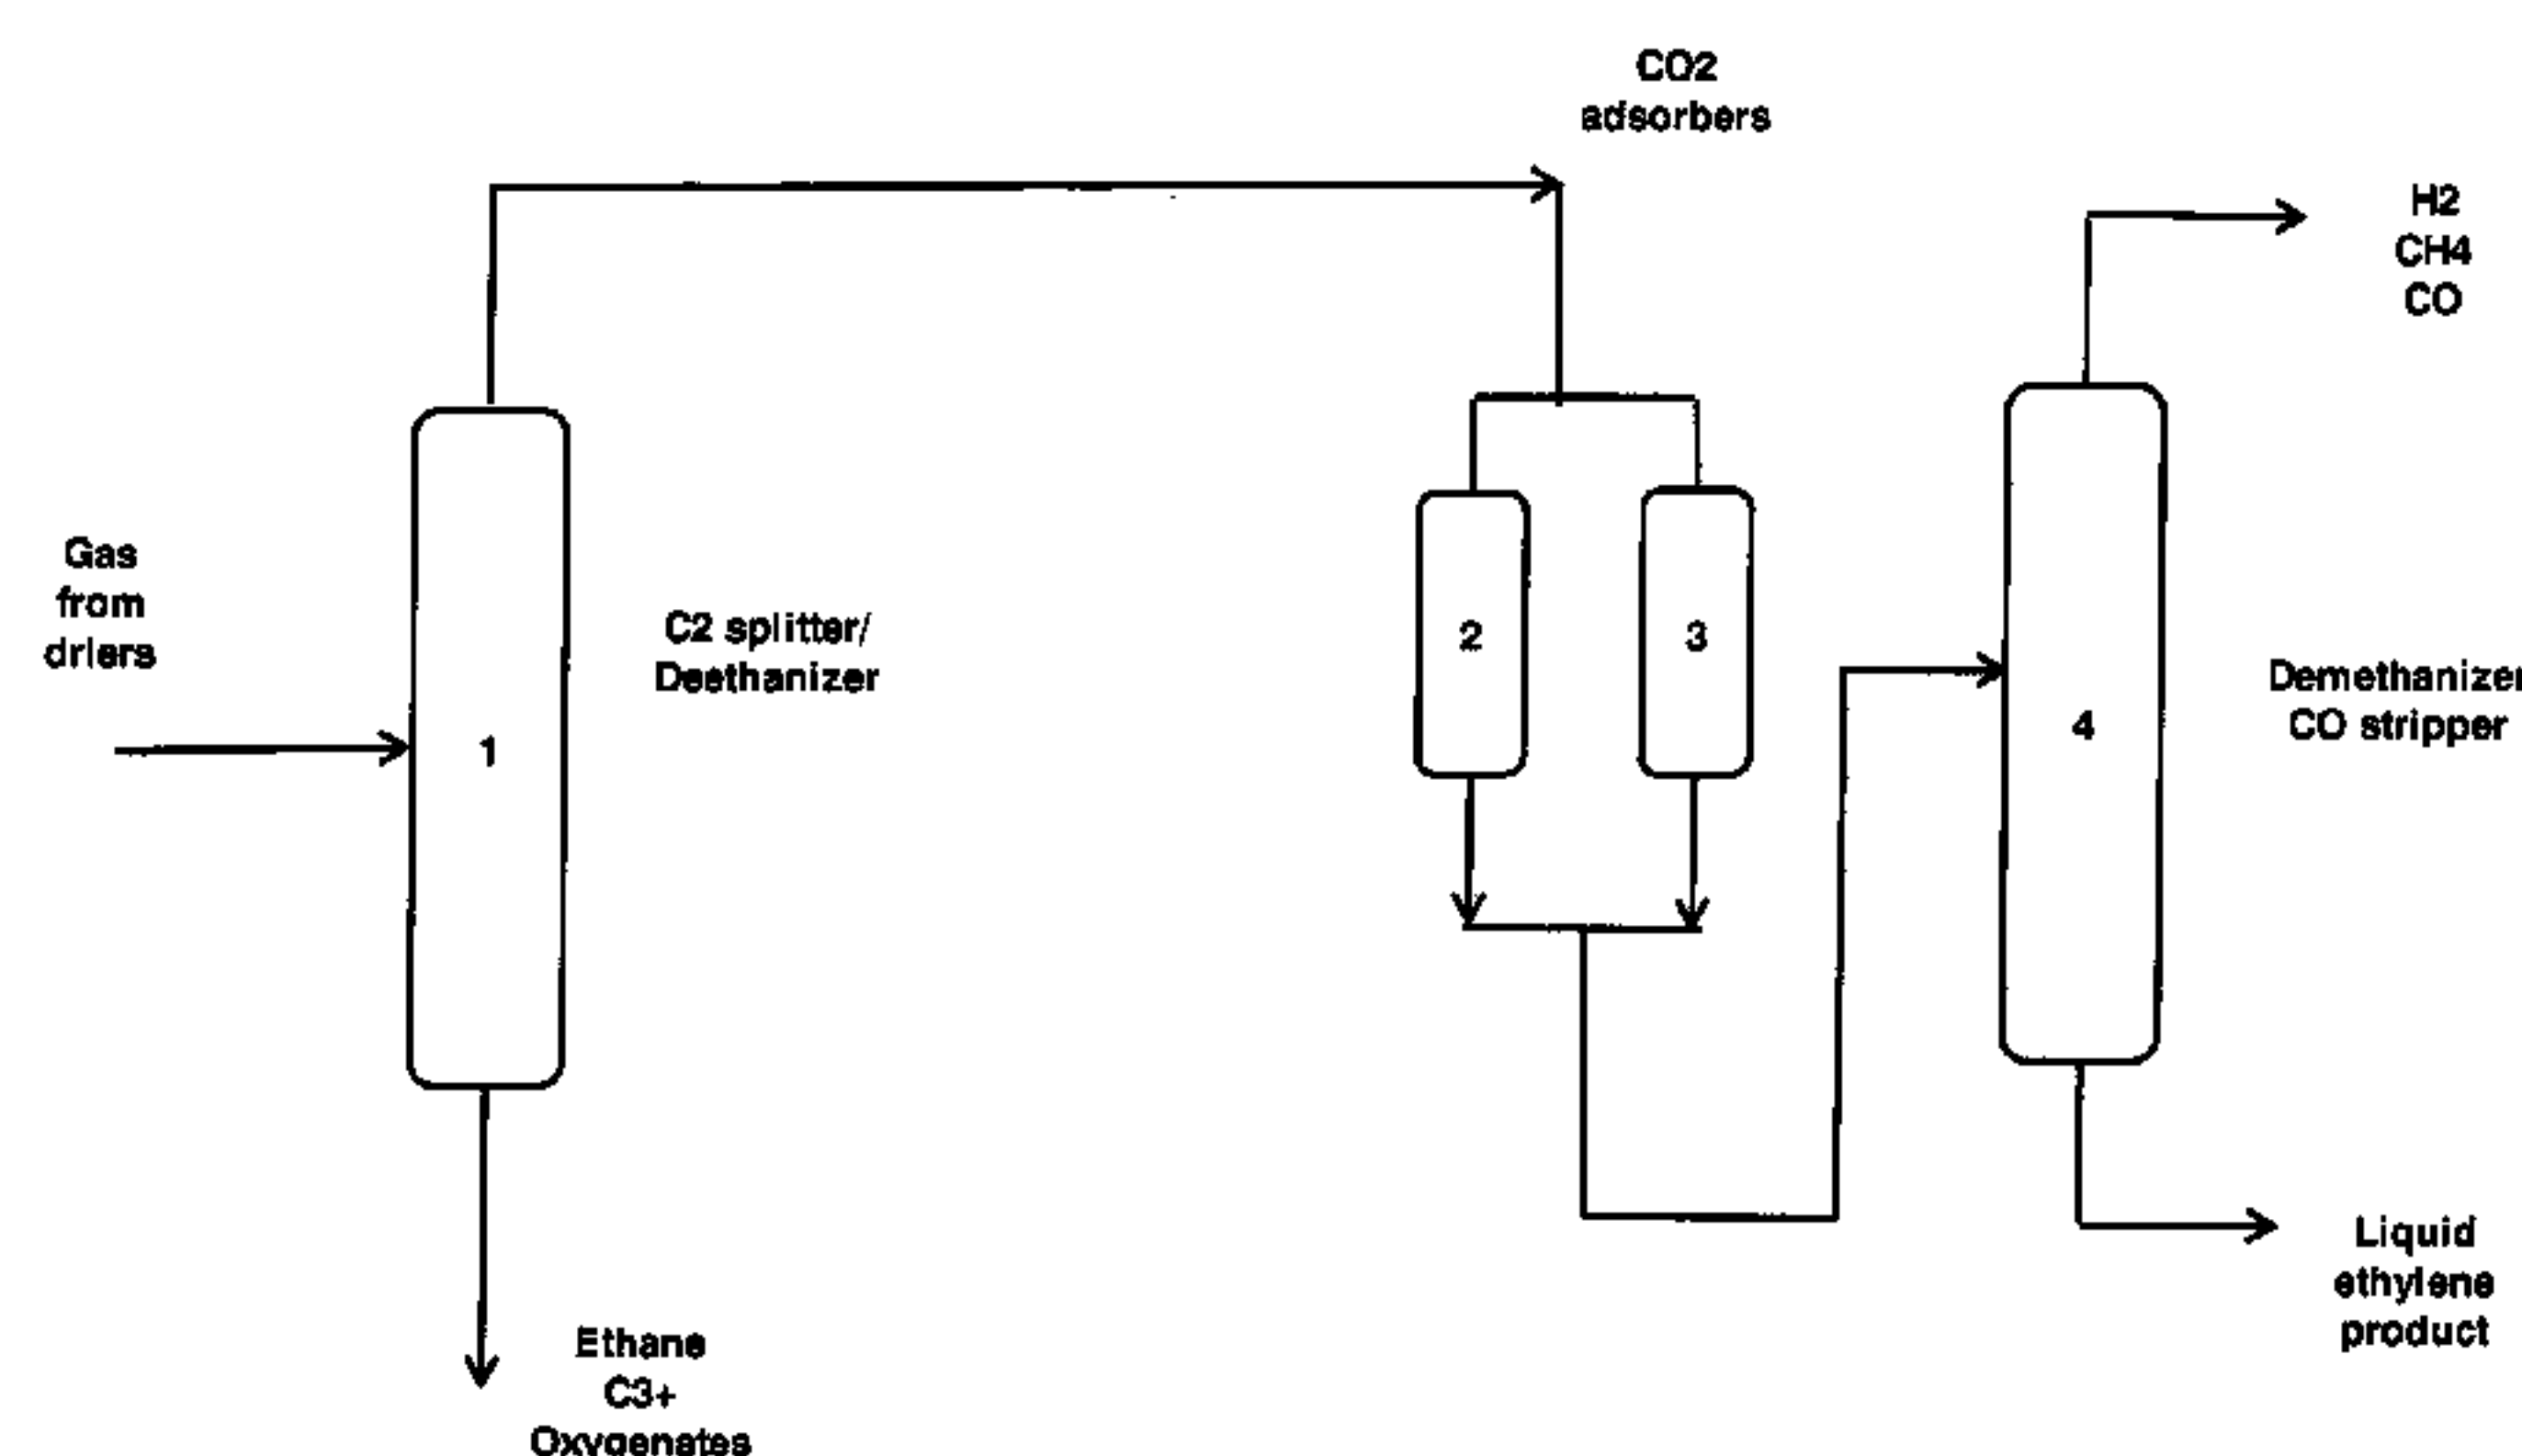 CO2
adsorbers
H2
CH4
CO
Gas
from
driers
C2 splitter/
Deethanizer
1
2
3
4
Demethanizer
CO stripper
Ethane
C3+
Oxygenates
Liquid
ethylene
product